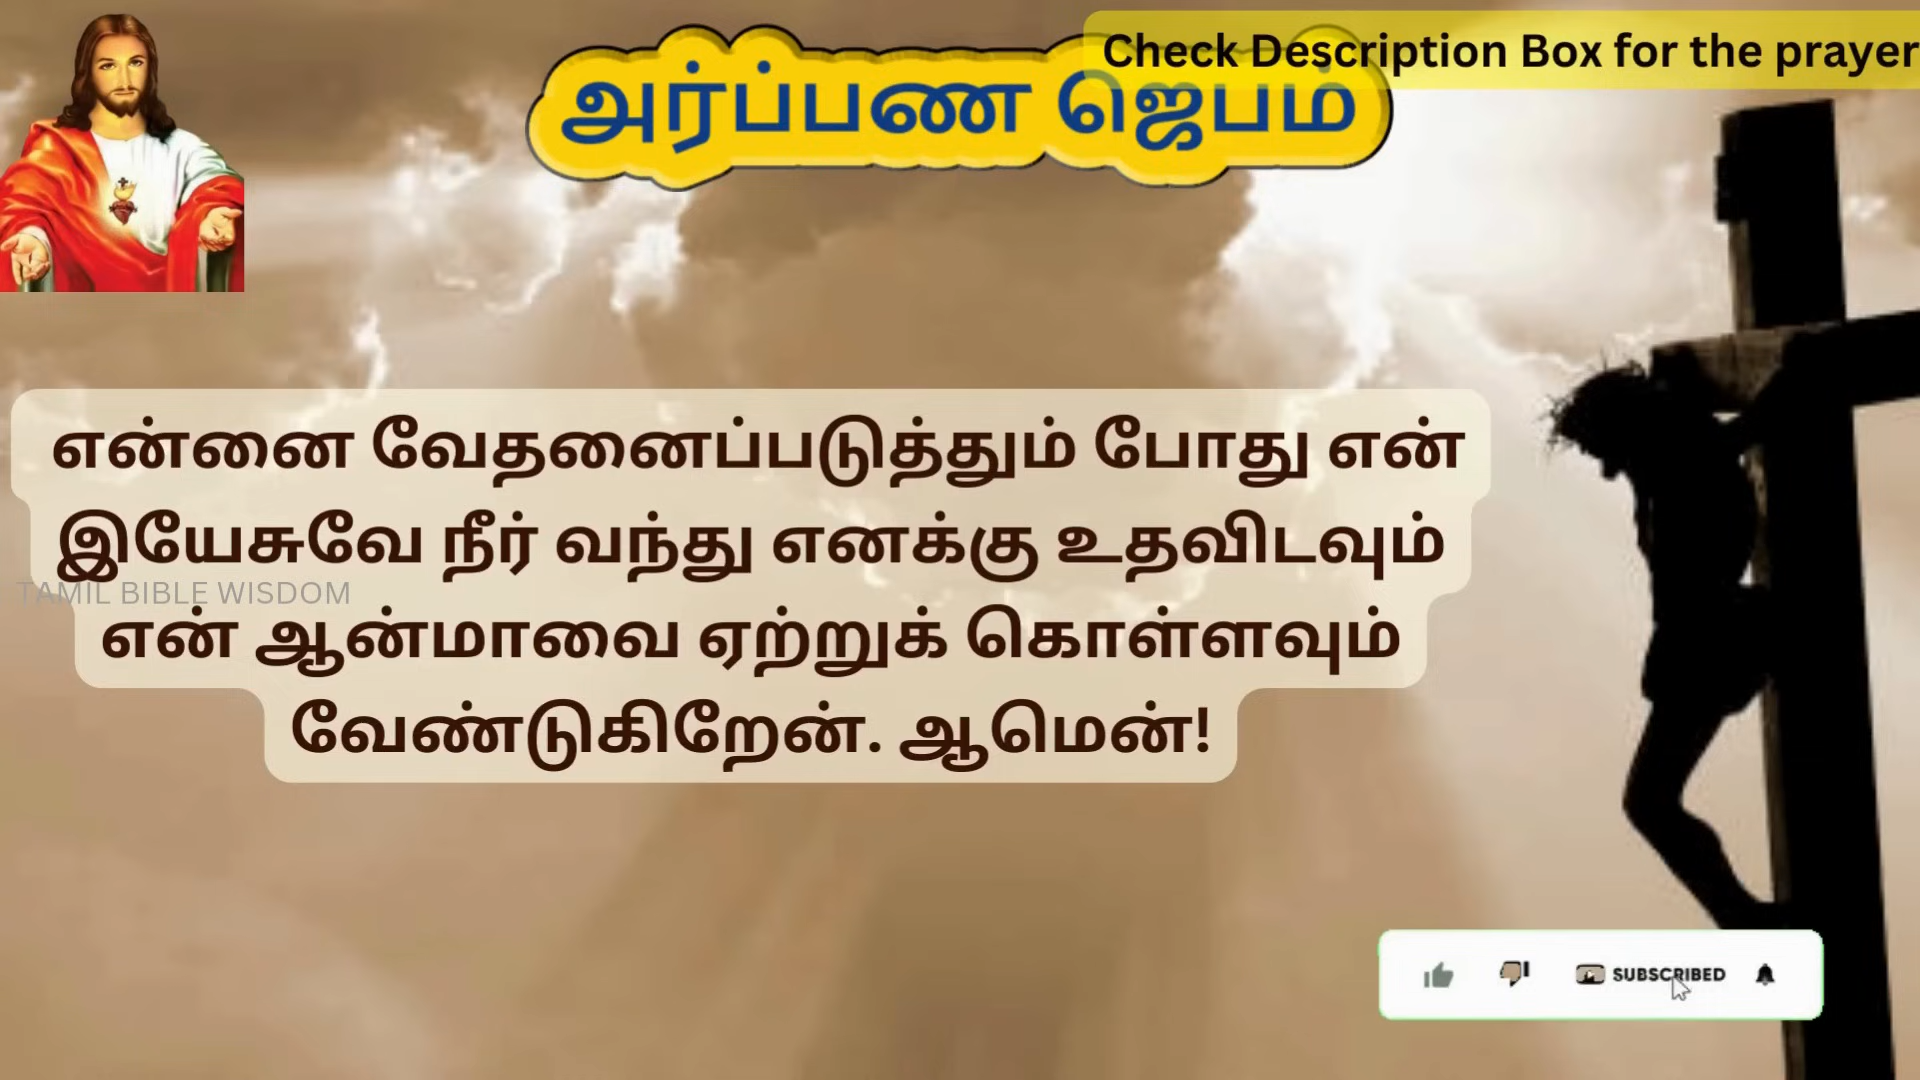 Check Description Box for the prayer
அர்ப்பண ஜெபம்
என்னை வேதனைப்படுத்தும் போது என்
இயேசுவே நீர் வந்து எனக்கு உதவிடவும்
TAMIL BIBLE WISDOM
என் ஆன்மாவை ஏற்றுக் கொள்ளவும்
வேண்டுகிறேன். ஆமென்!
SUBSCRIBED